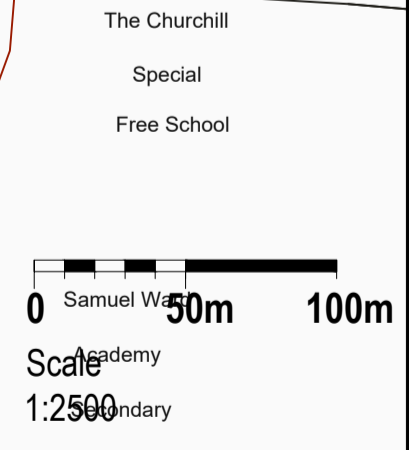 The Churchill
Special
Free School
Samuel Ward
0 50m 100m
Academy
Scale
Secondary
1:2500